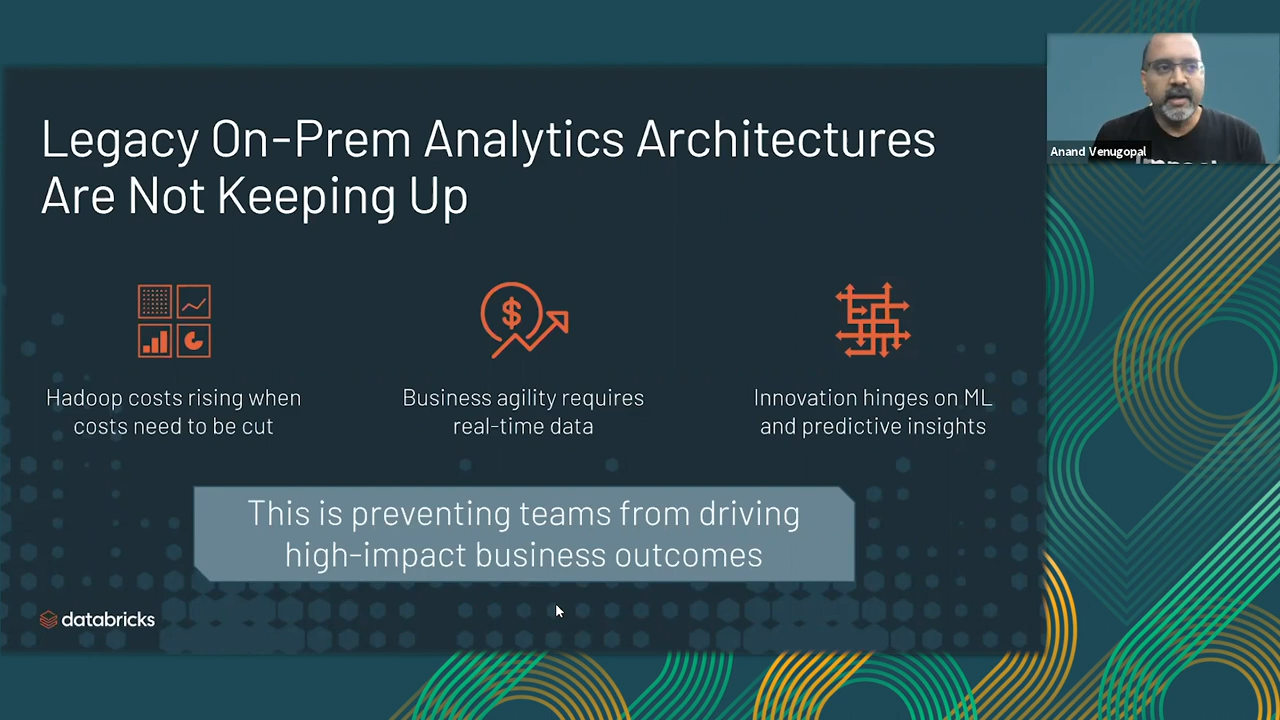 Legacy On-Prem Analytics Architectures
Are Not Keeping Up
Anand Venugopal
Hadoop costs rising when
costs need to be cut
Business agility requires
real-time data
Innovation hinges on ML
and predictive insights
This is preventing teams from driving
high-impact business outcomes
databricks